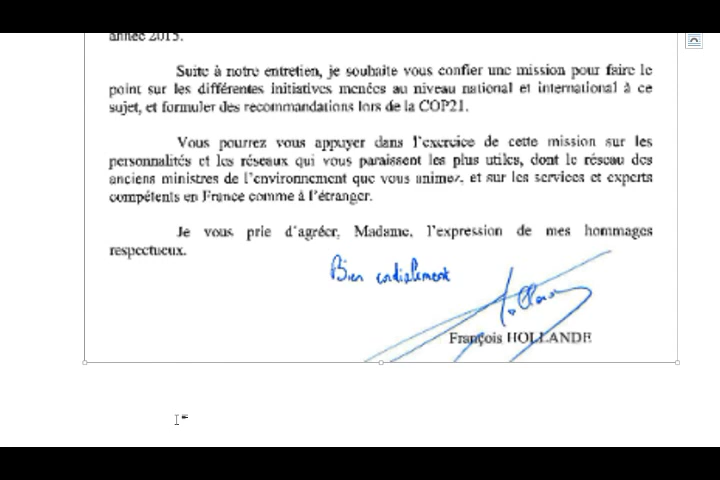 année 2015.
Suite à notre entretien, je souhaite vous confier une mission pour faire le
point sur les différentes initiatives menées au niveau national et international à ce
sujet, et formuler des recommandations lors de la COP21.
Vous pourrez vous appuyer dans l'exercice de cette mission sur les
personnalités et les réseaux qui vous paraissent les plus utiles, dont le réseau des
anciens ministres de l'environnement que vous animez, et sur les services et experts
compétents en France comme à l'étranger.
Je vous prie d'agréer, Madame, l'expression de mes hommages
respectueux.
Bien cordialement
François HOLLANDE